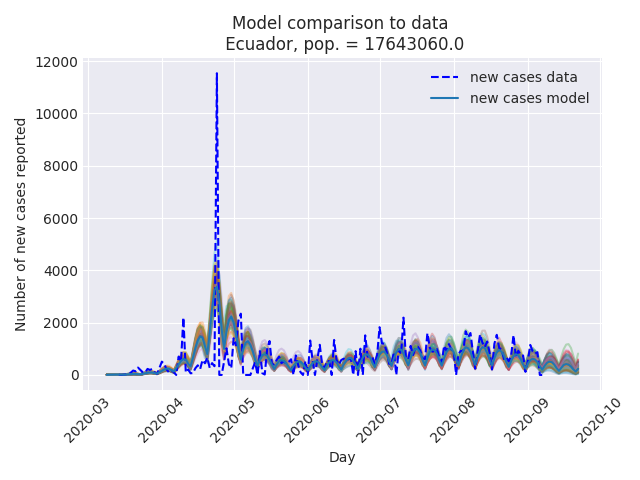 Model comparison to data
Ecuador, pop. = 17643060.0
12000
10000
8000
6000
4000
2000
0
Number of new cases reported
new cases data
new cases model
2020-03
2020-04
2020-05
2020-06
2020-07
2020-08
2020-09
2020-10
Day